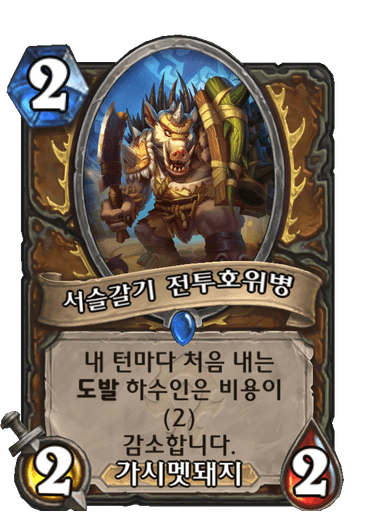 2
서슬갈기 전투호위병
내 턴마다 처음 내는
도발 하수인은 비용이
(2)
감소합니다.
2 가시멧돼지 2